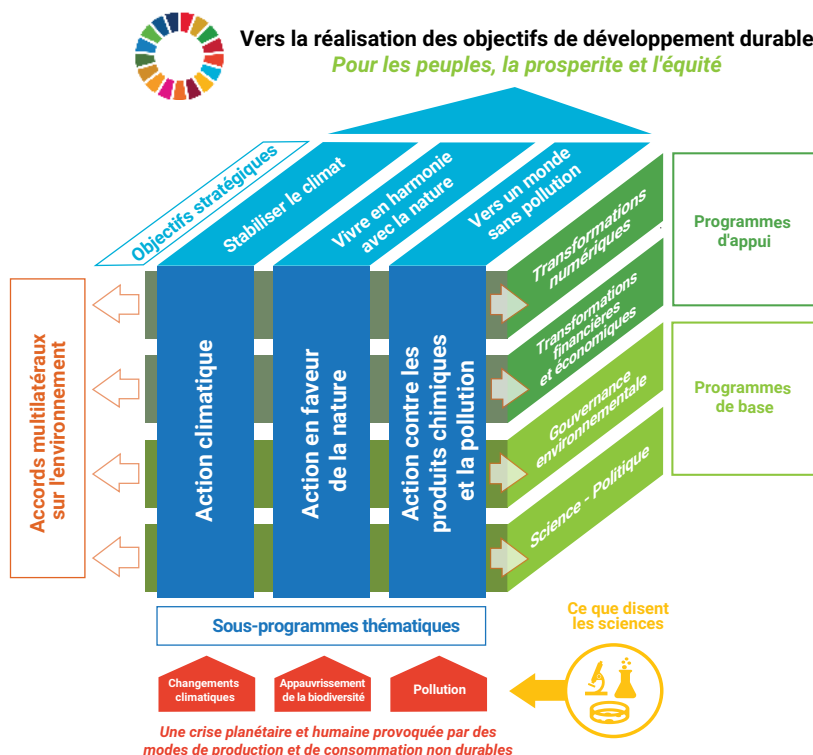 Vers la réalisation des objectifs de développement durable
Pour les peuples, la prosperite et l'équité
Objectifs stratégiques
Stabiliser le climat
Vivre en harmonie
avec la nature
Vers un monde
sans pollution
Transformations
numériques
Transformations
financières
et économiques
Gouvernance
environnementale
Science - Politique
Programmes
d'appui
Programmes
de base
Accords multilatéraux
sur l'environnement
Action climatique
Action en faveur
de la nature
Action contre les
produits chimiques
et la pollution
Sous-programmes thématiques
Ce que disent
les sciences
Changements
climatiques
Appauvrissement
de la biodiversité
Pollution
Une crise planétaire et humaine provoquée par des
modes de production et de consommation non durables